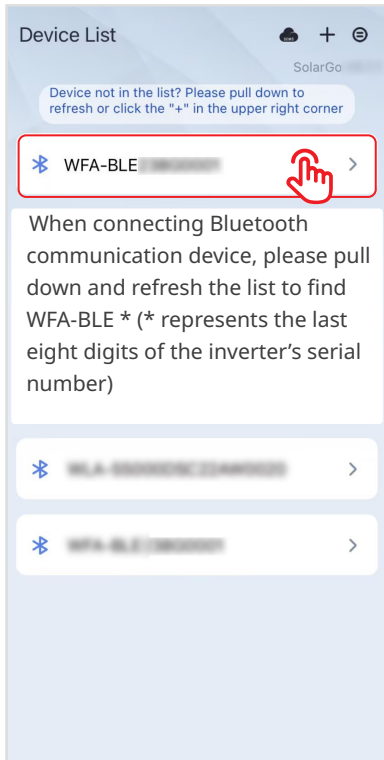 Device List
SolarGo
Device not in the list? Please pull down to
refresh or click the "+" in the upper right corner
WFA-BLE
When connecting Bluetooth
communication device, please pull
down and refresh the list to find
WFA-BLE * (* represents the last
eight digits of the inverter’s serial
number)